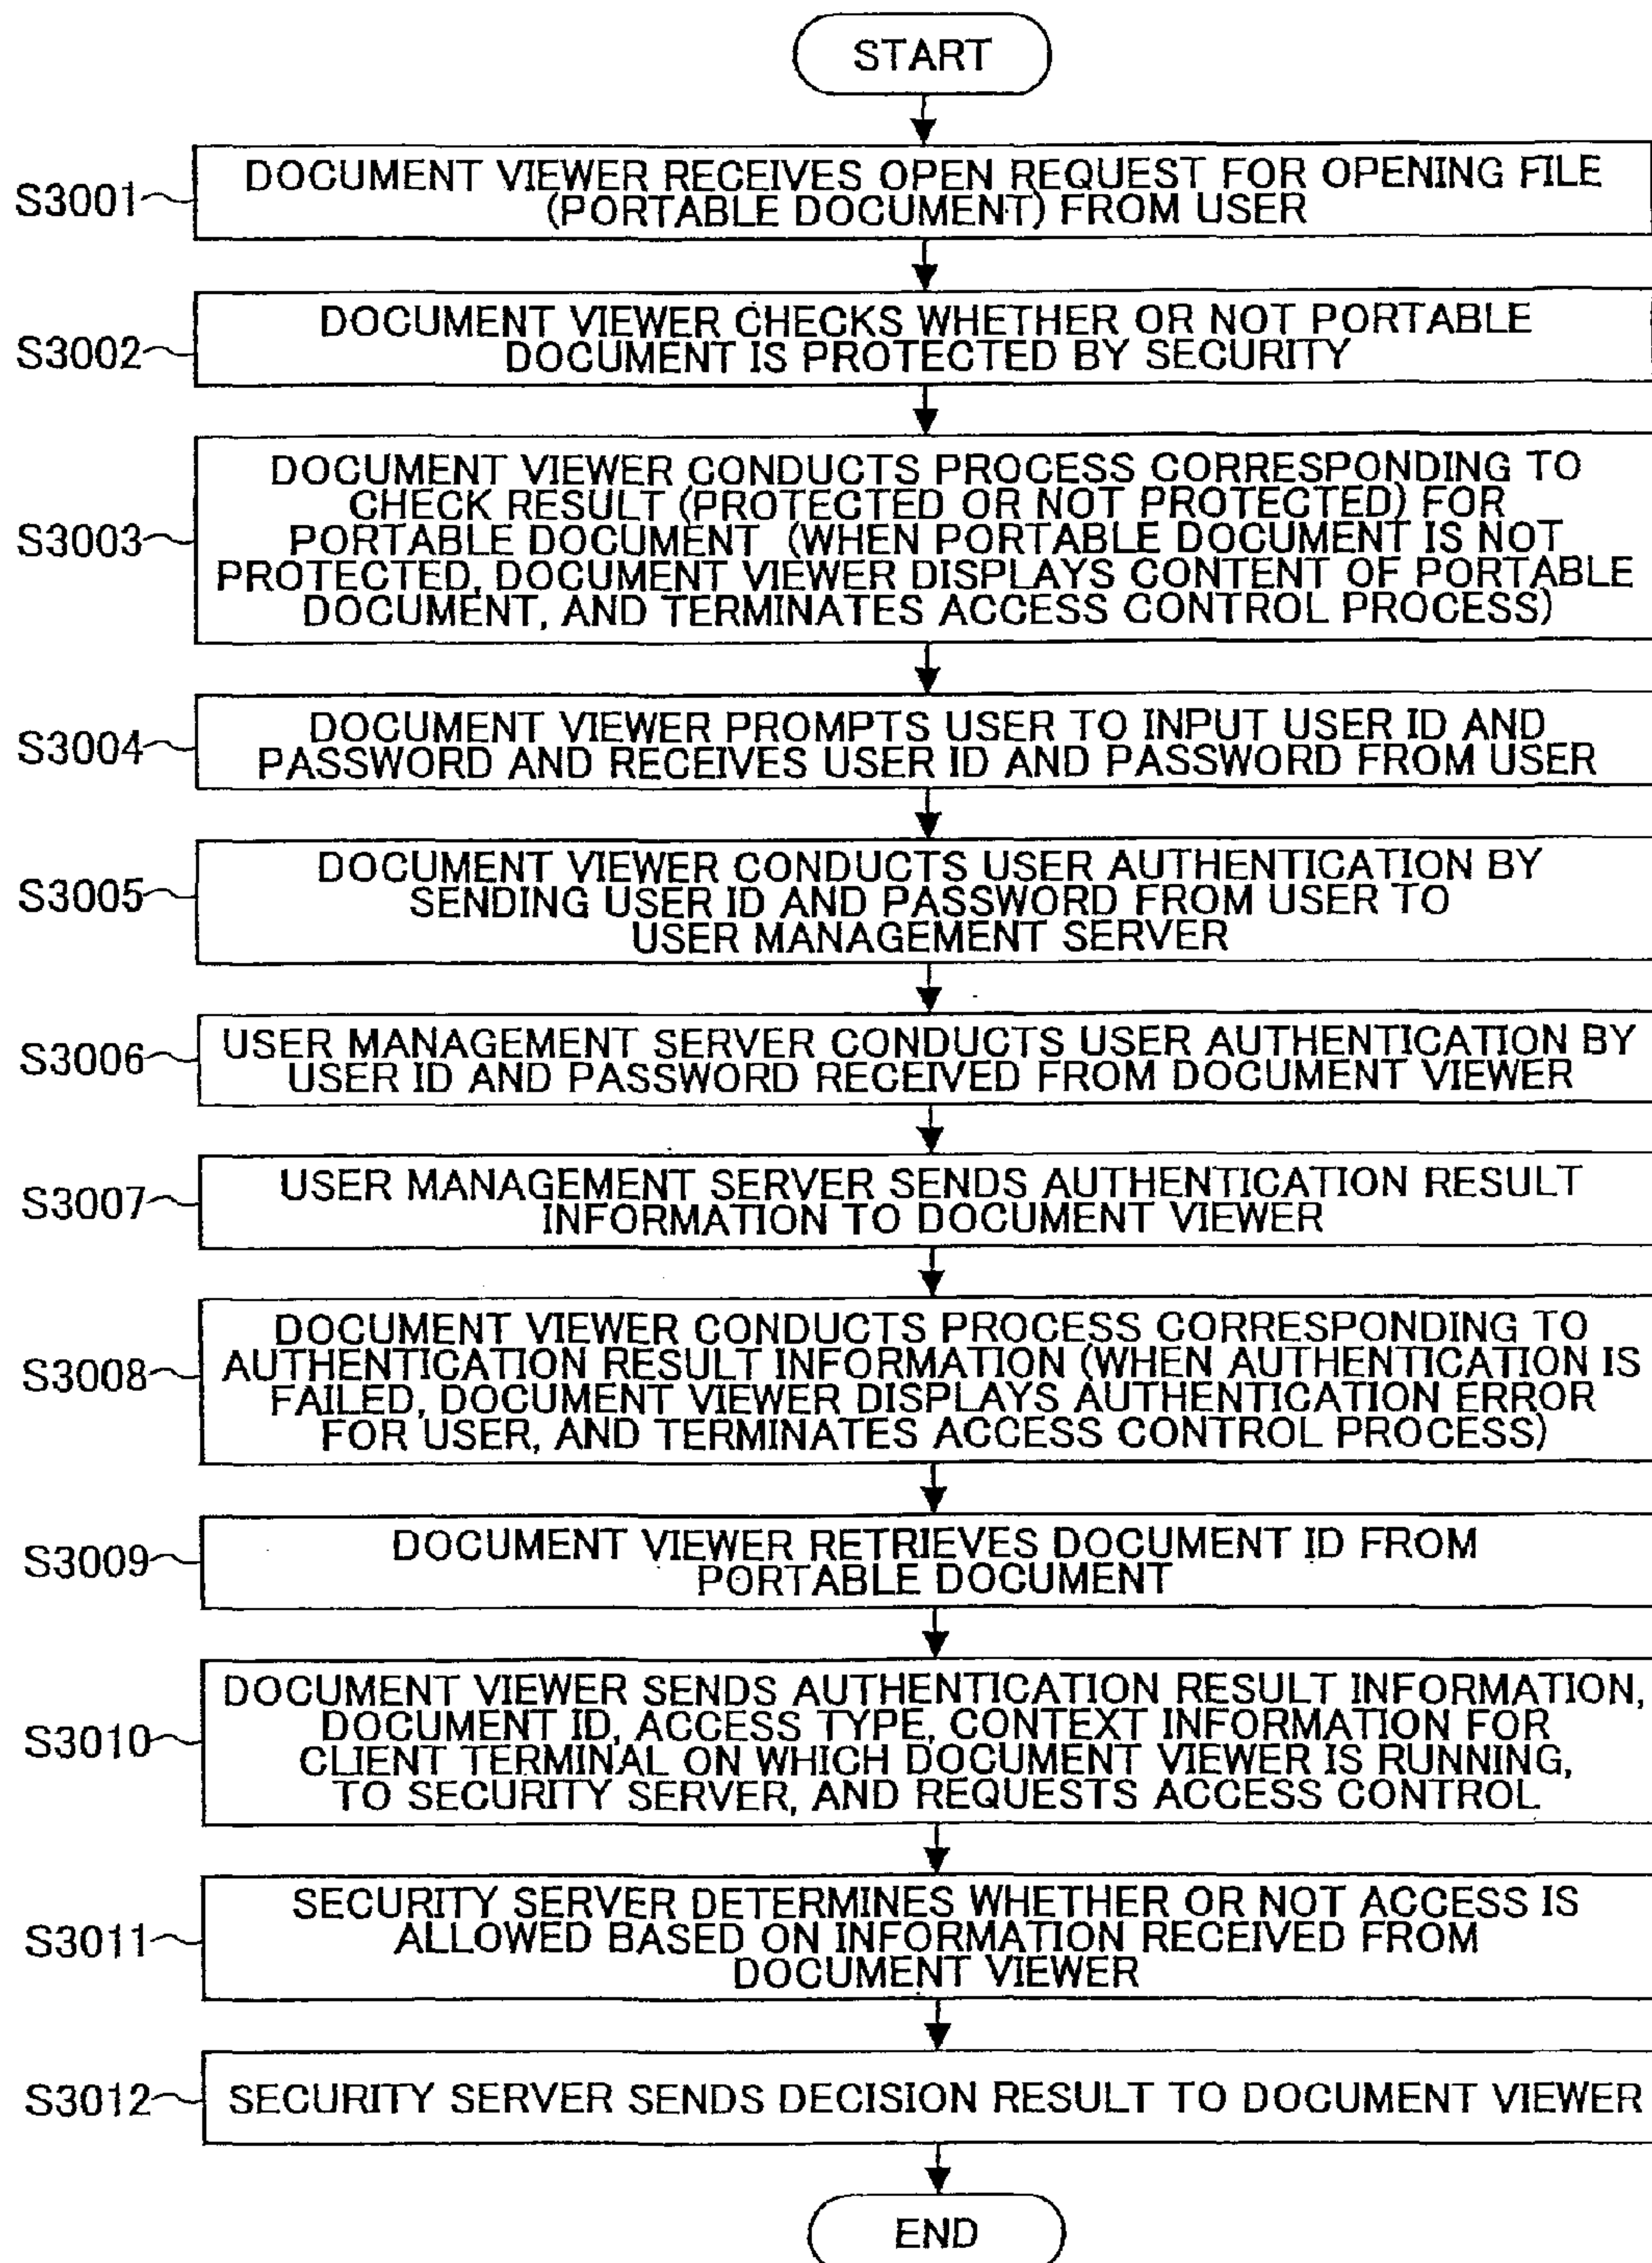 START
S3001
DOCUMENT VIEWER RECEIVES OPEN REQUEST FOR OPENING FILE
(PORTABLE DOCUMENT) FROM USER
S3002
DOCUMENT VIEWER CHECKS WHETHER OR NOT PORTABLE
DOCUMENT IS PROTECTED BY SECURITY
S3003
DOCUMENT VIEWER CONDUCTS PROCESS CORRESPONDING TO
CHECK RESULT (PROTECTED OR NOT PROTECTED) FOR
PORTABLE DOCUMENT (WHEN PORTABLE DOCUMENT IS NOT
PROTECTED, DOCUMENT VIEWER DISPLAYS CONTENT OF PORTABLE
DOCUMENT, AND TERMINATES ACCESS CONTROL PROCESS)
S3004
DOCUMENT VIEWER PROMPTS USER TO INPUT USER ID AND
PASSWORD AND RECEIVES USER ID AND PASSWORD FROM USER
S3005
DOCUMENT VIEWER CONDUCTS USER AUTHENTICATION BY
SENDING USER ID AND PASSWORD FROM USER TO
USER MANAGEMENT SERVER
S3006
USER MANAGEMENT SERVER CONDUCTS USER AUTHENTICATION BY
USER ID AND PASSWORD RECEIVED FROM DOCUMENT VIEWER
S3007
USER MANAGEMENT SERVER SENDS AUTHENTICATION RESULT
INFORMATION TO DOCUMENT VIEWER
S3008
DOCUMENT VIEWER CONDUCTS PROCESS CORRESPONDING TO
AUTHENTICATION RESULT INFORMATION (WHEN AUTHENTICATION IS
FAILED, DOCUMENT VIEWER DISPLAYS AUTHENTICATION ERROR
FOR USER, AND TERMINATES ACCESS CONTROL PROCESS)
S3009
DOCUMENT VIEWER RETRIEVES DOCUMENT ID FROM
PORTABLE DOCUMENT
S3010
DOCUMENT VIEWER SENDS AUTHENTICATION RESULT INFORMATION,
DOCUMENT ID, ACCESS TYPE, CONTEXT INFORMATION FOR
CLIENT TERMINAL ON WHICH DOCUMENT VIEWER IS RUNNING,
TO SECURITY SERVER, AND REQUESTS ACCESS CONTROL
S3011
SECURITY SERVER DETERMINES WHETHER OR NOT ACCESS IS
ALLOWED BASED ON INFORMATION RECEIVED FROM
DOCUMENT VIEWER
S3012
SECURITY SERVER SENDS DECISION RESULT TO DOCUMENT VIEWER
END